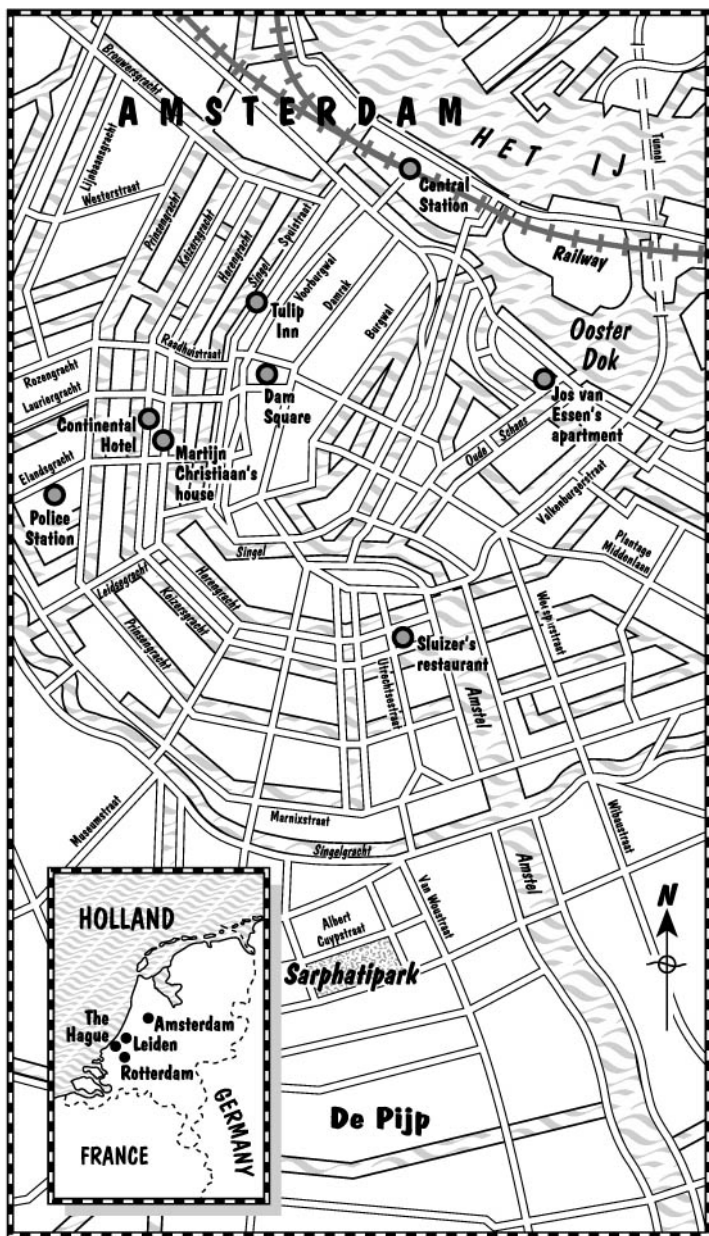 AMSTERDAM
HET IJ
Brouwersgracht
Lijnbaansgracht
Westerstraat
Prinsengracht
Keizersgracht
Herengracht
Singel
Spuistraat
Voorburgwal
Damrak
Burgwal
Central
Station
Railway
Tunnel
Tulip
Inn
Raadhuistraat
Ooster
Dok
Rozengracht
Lauriergracht
Dam
Square
Jos van
Essen's
apartment
Continental
Hotel
Martijn
Christiaan's
house
Oude Schans
Elandsgracht
Police
Station
Valkenburgerstraat
Plantage
Middenlaan
Singel
Leidsegracht
Herengracht
Keizersgracht
Prinsengracht
Weesperstraat
Sluizer's
restaurant
Utrechtsestraat
Amstel
Museumstraat
Marnixstraat
Singelgracht
Wibaustraat
Amstel
Van Woustraat
N
Albert
Cuypstraat
Sarphatipark
De Pijp
HOLLAND
The
Hague
Amsterdam
Leiden
Rotterdam
GERMANY
FRANCE